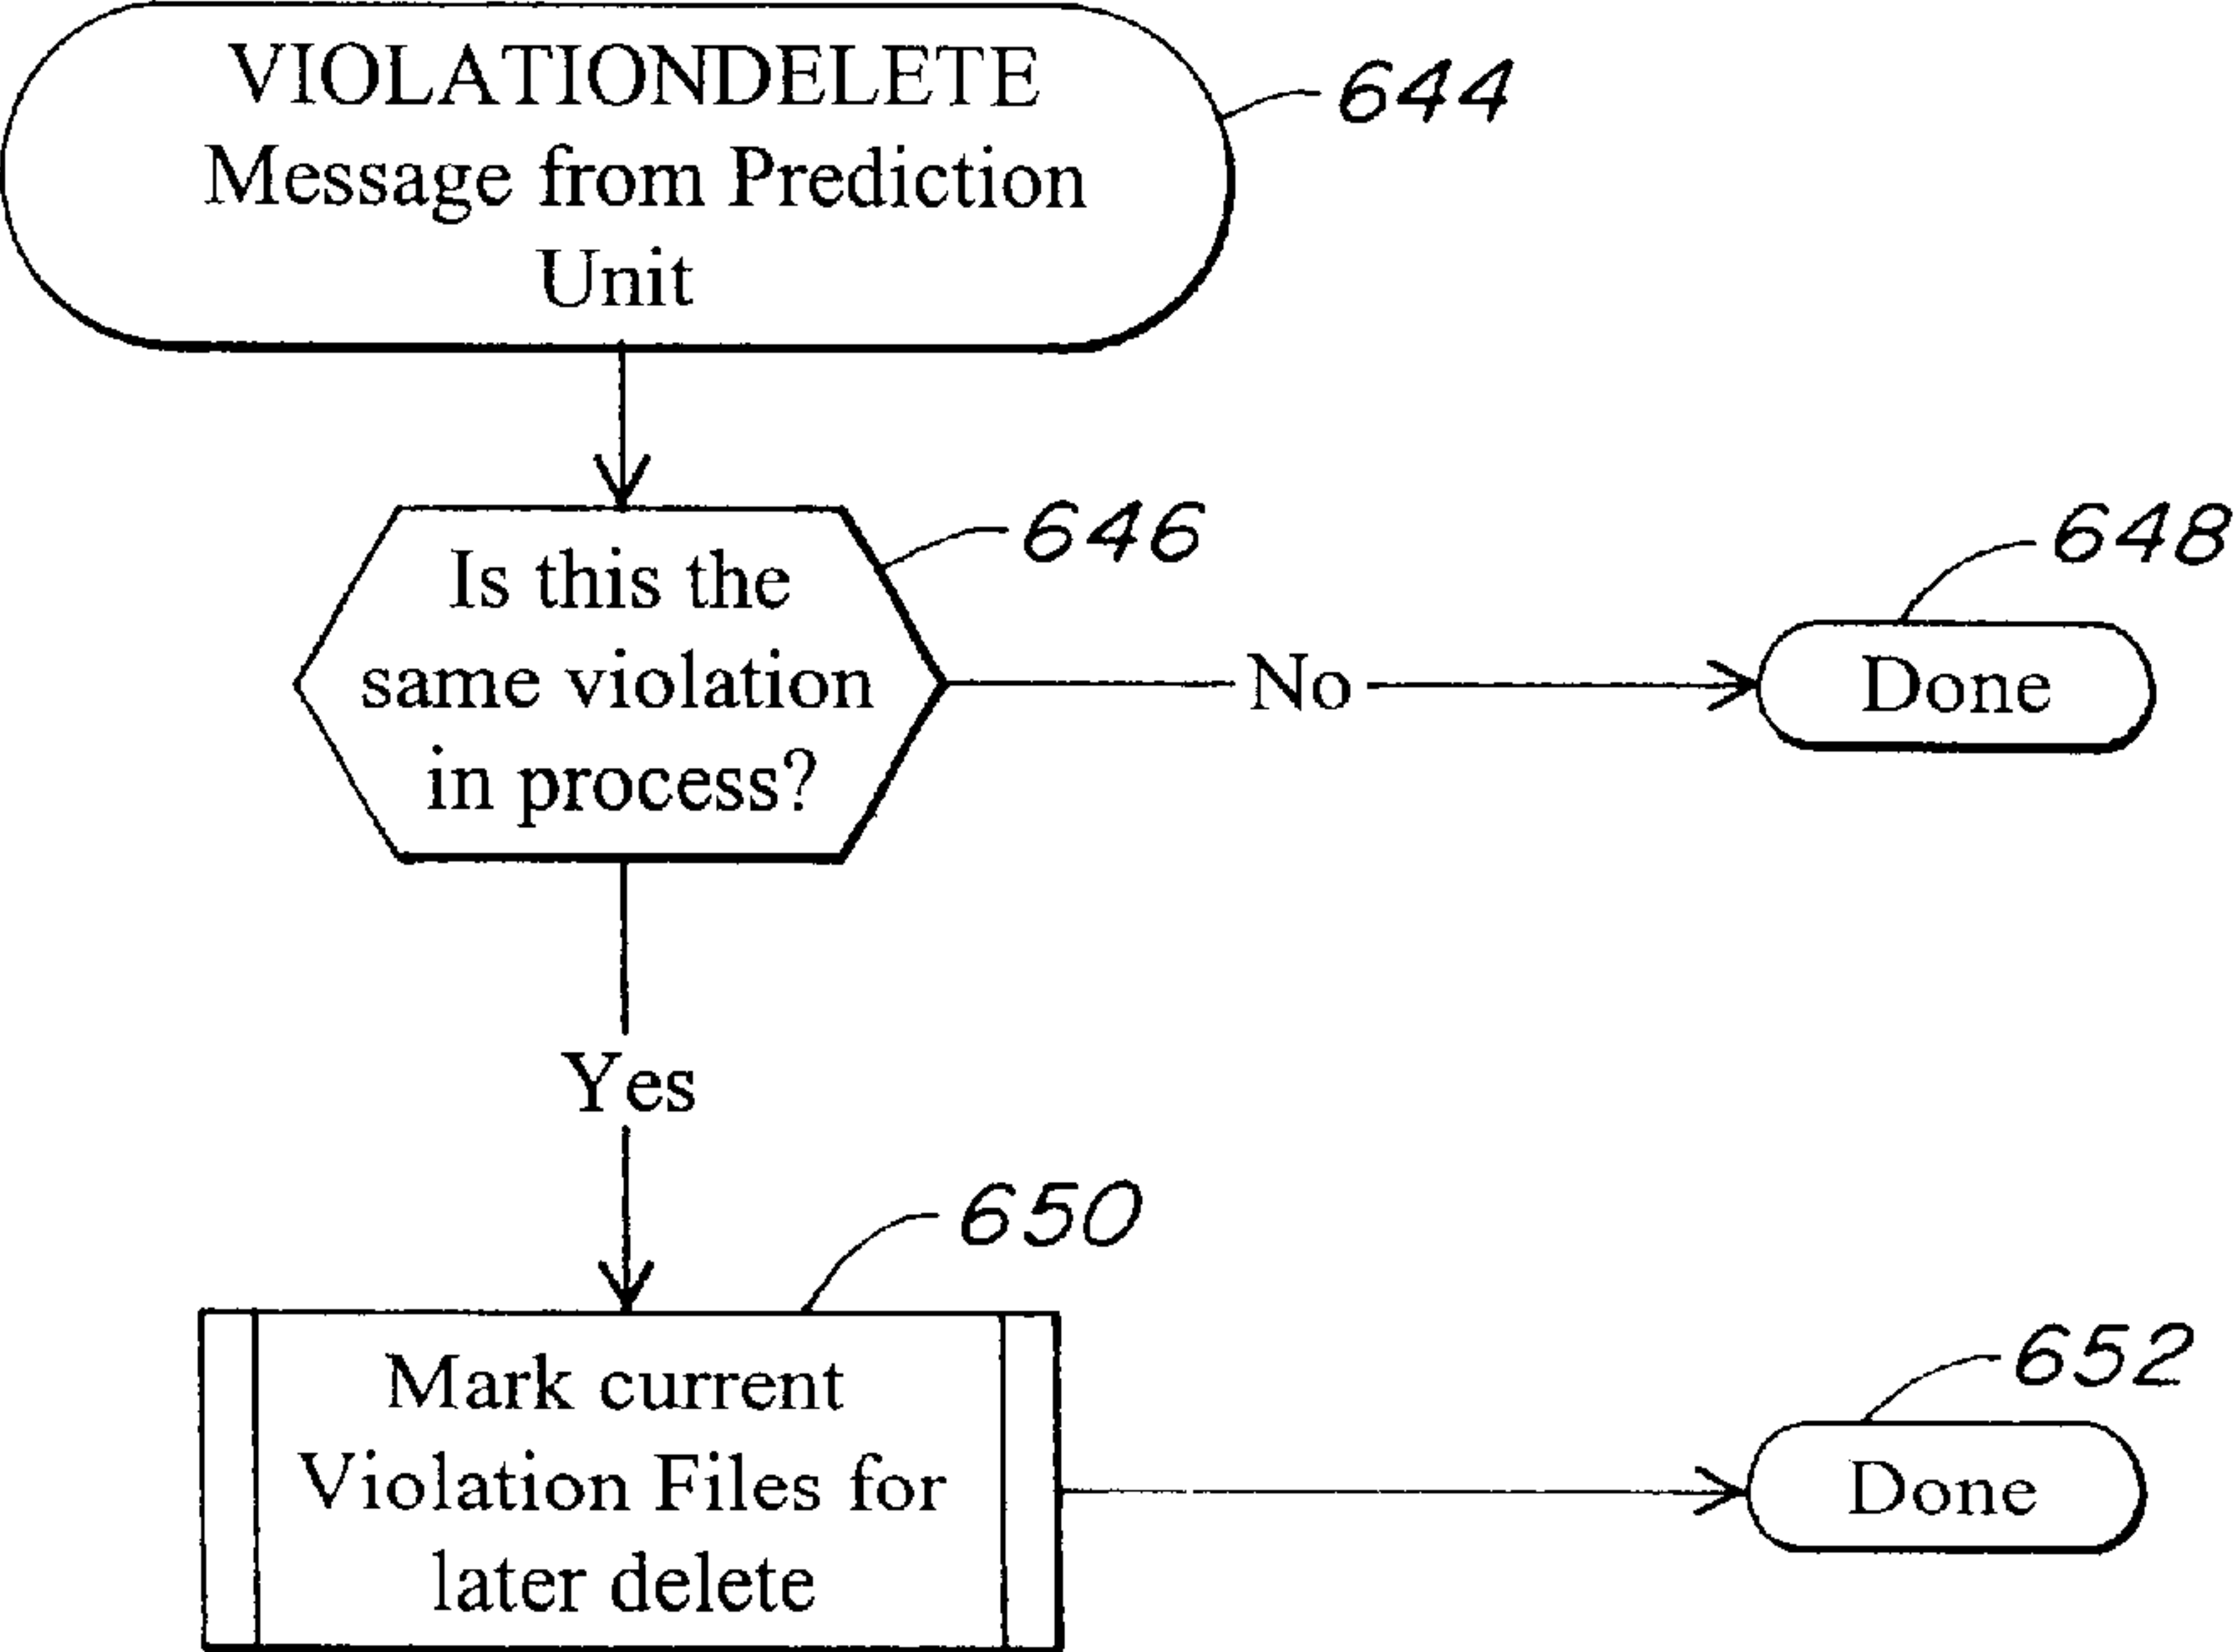 VIOLATIONDELETE
Message from Prediction
Unit
644
Is this the
same violation
in process?
646
No
Done
648
Yes
Mark current
Violation Files for
later delete
650
Done
652